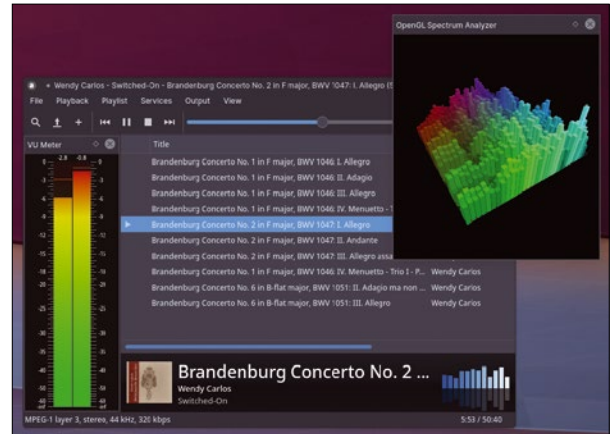 OpenGL Spectrum Analyzer
Wendy Carlos - Switched-On - Brandenburg Concerto No. 2 in F major, BWV 1047: I. Allegro
File Playback Playlist Services Output View
VU Meter
Title
-2.8 -0.8
Brandenburg Concerto No. 1 in F major, BWV 1046: I. Allegro
Brandenburg Concerto No. 1 in F major, BWV 1046: II. Adagio
Brandenburg Concerto No. 1 in F major, BWV 1046: III. Allegro
Brandenburg Concerto No. 1 in F major, BWV 1046: IV. Menuetto -
Brandenburg Concerto No. 2 in F major, BWV 1047: I. Allegro
Brandenburg Concerto No. 2 in F major, BWV 1047: II. Andante
Brandenburg Concerto No. 2 in F major, BWV 1047: III. Allegro assa
Brandenburg Concerto No. 1 in F major, BWV 1046: IV. Menuetto - Trio I - P... Wendy Carlos
Brandenburg Concerto No. 6 in B-flat major, BWV 1051: II. Adagio ma non ... Wendy Carlos
Brandenburg Concerto No. 6 in B-flat major, BWV 1051: III. Allegro Wendy Carlos
Brandenburg Concerto No. 2 ...
Wendy Carlos
Switched-On
MPEG-1 layer 3, stereo, 44 kHz, 320 kbps 5:53 / 50:40